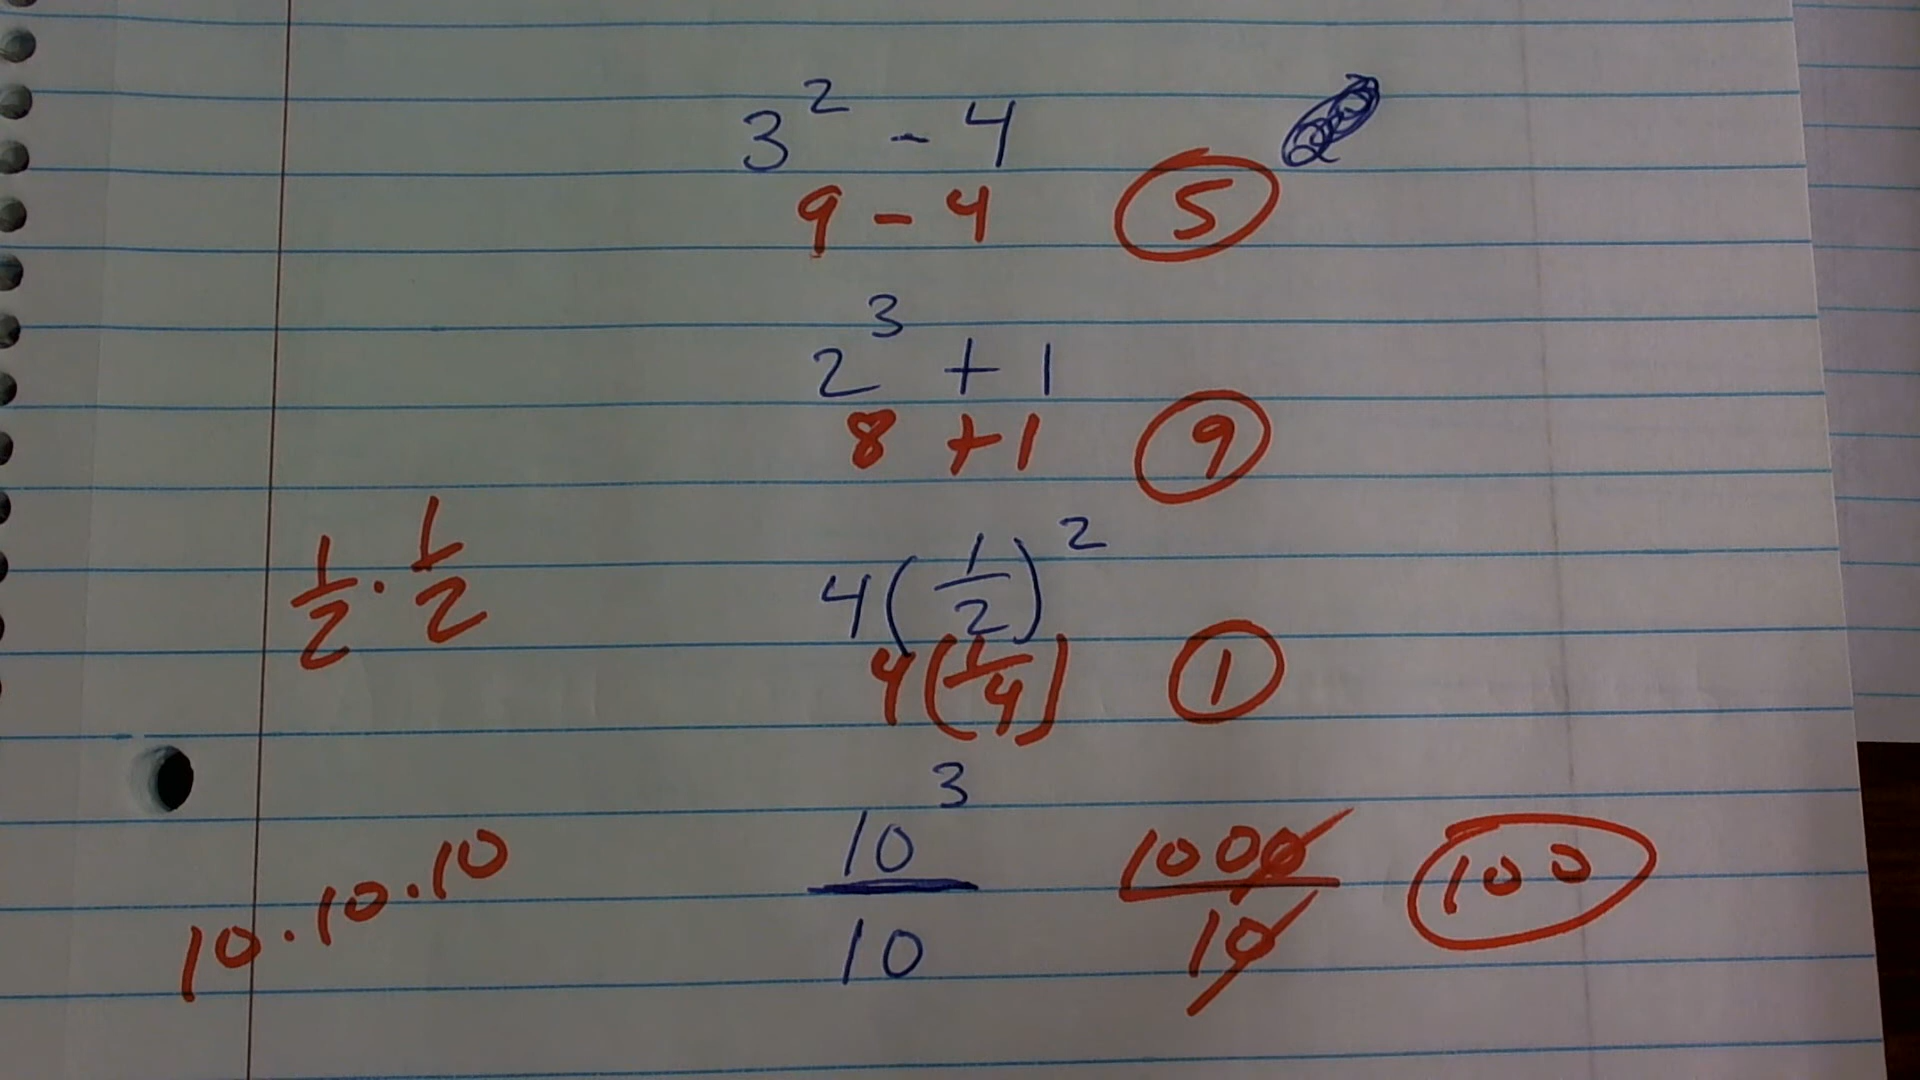 3² - 4
9 - 4 5
2³ + 1
8 + 1 9
1/2 · 1/2 4(1/2)²
4(1/4) 1
10 · 10 · 10 10³/10 1000/10 100